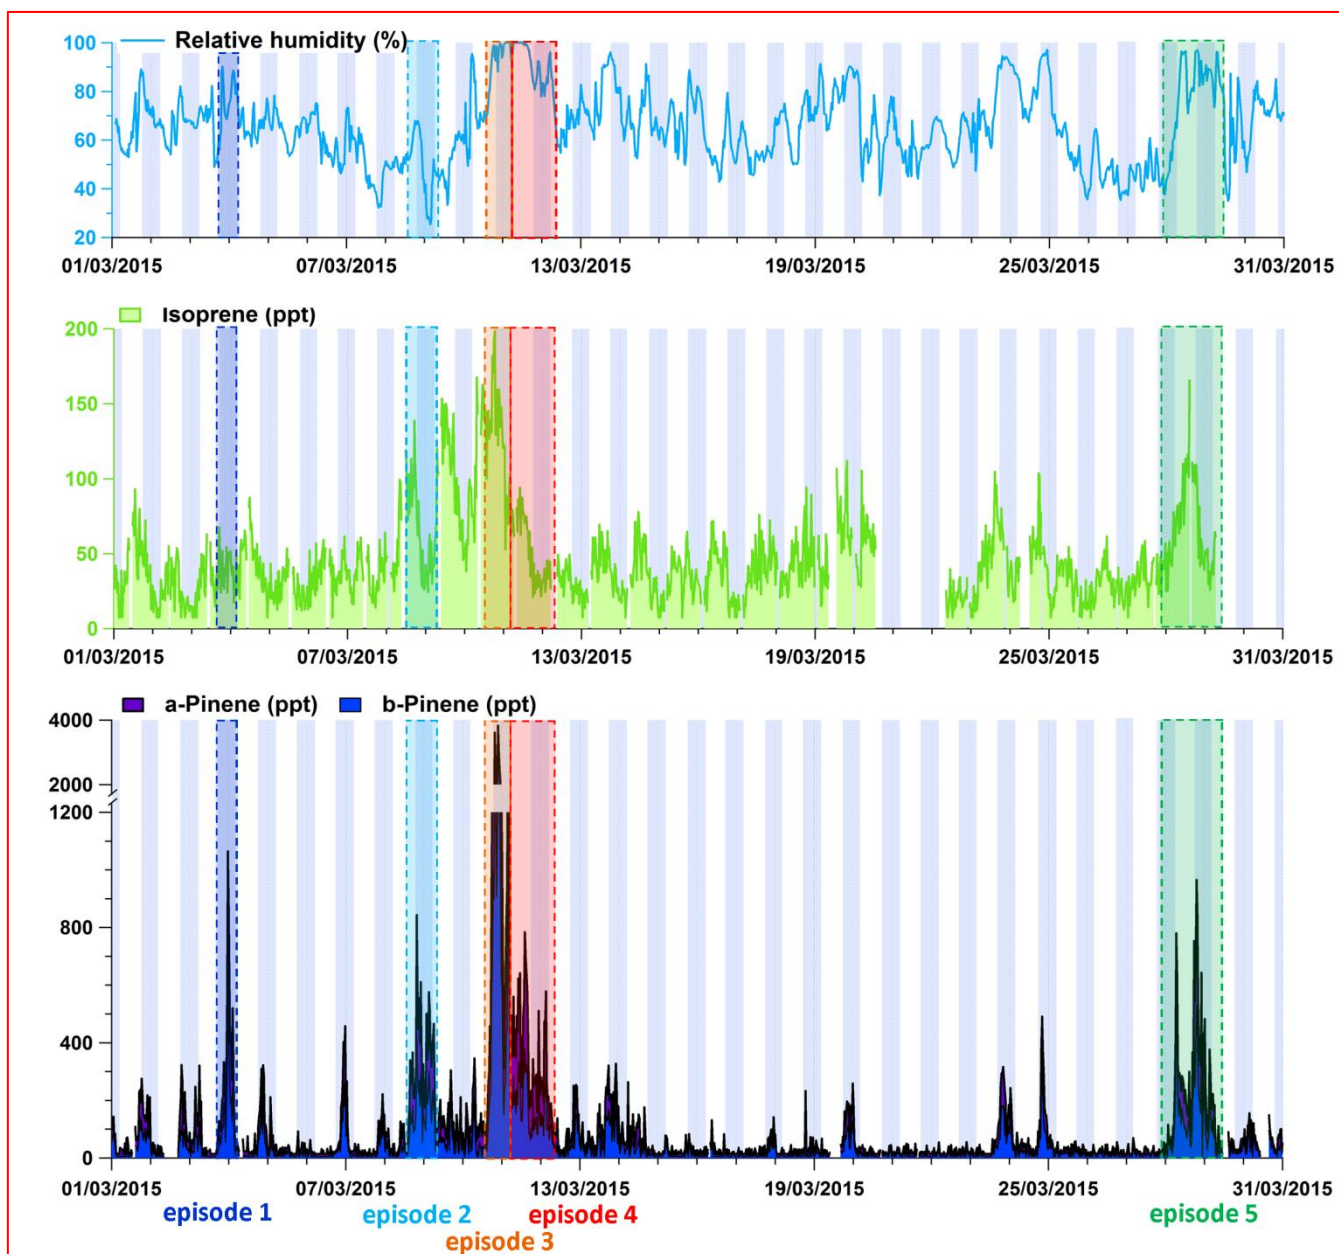 Relative humidity (%)
100
80
60
40
20
01/03/2015 07/03/2015 13/03/2015 19/03/2015 25/03/2015 31/03/2015
Isoprene (ppt)
200
150
100
50
0
01/03/2015 07/03/2015 13/03/2015 19/03/2015 25/03/2015 31/03/2015
a-Pinene (ppt) b-Pinene (ppt)
4000
2000
1200
800
400
0
01/03/2015 07/03/2015 13/03/2015 19/03/2015 25/03/2015 31/03/2015
episode 1 episode 2 episode 4 episode 5
episode 3